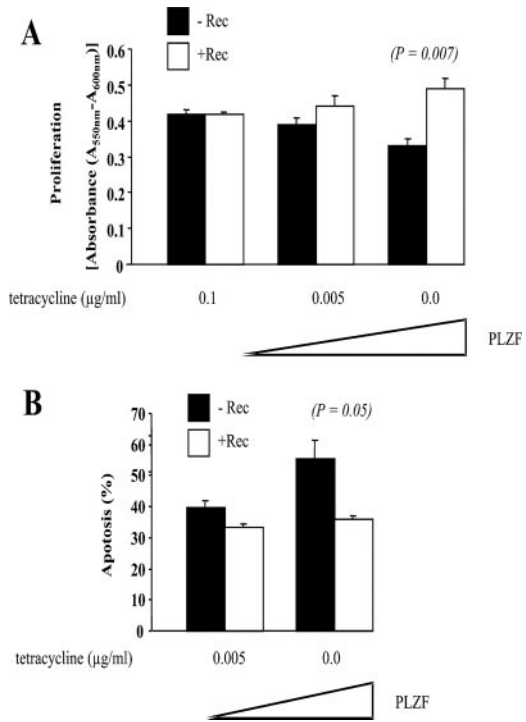 A
- Rec
+Rec
(P = 0.007)
Proliferation
[Absorbance (A550nm-A600nm)]
0.6
0.5
0.4
0.3
0.2
0.1
0
tetracycline (µg/ml) 0.1 0.005 0.0
PLZF
B
- Rec
+Rec
(P = 0.05)
Apotosis (%)
70
60
50
40
30
20
10
0
tetracycline (µg/ml) 0.005 0.0
PLZF